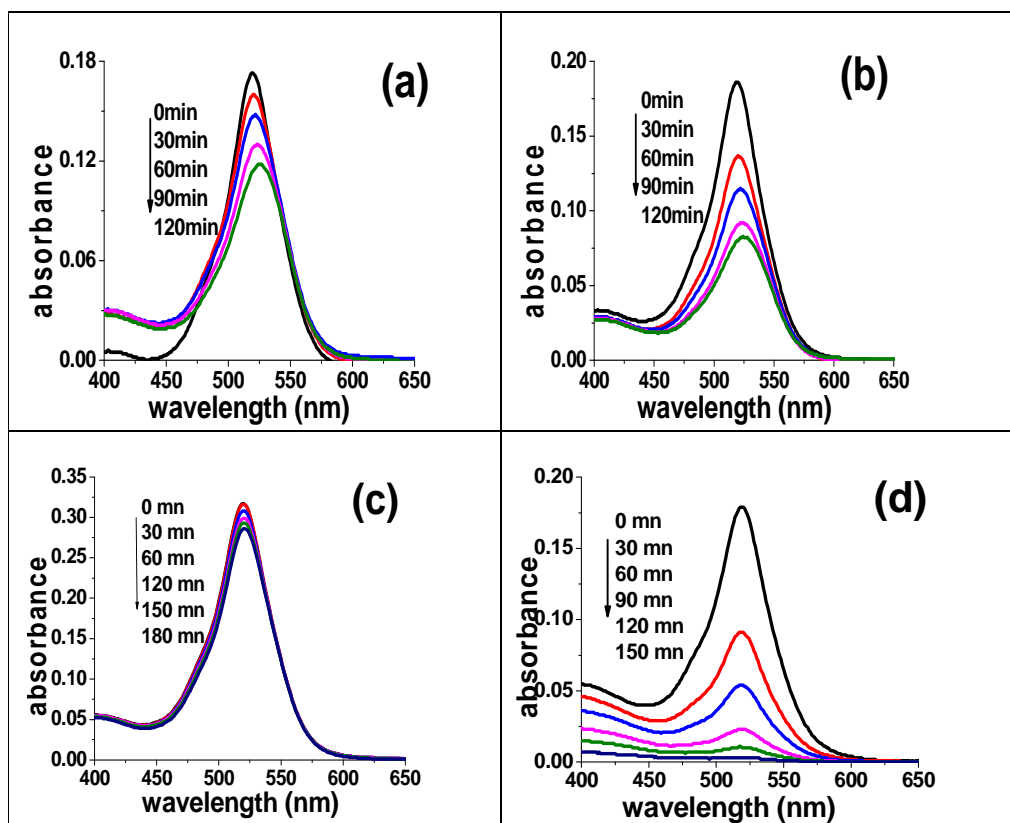 (a)
0.18
0.12
0.06
0.00
absorbance
0min
30min
60min
90min
120min
400 450 500 550 600 650
wavelength (nm)
(b)
0.20
0.15
0.10
0.05
0.00
absorbance
0min
30min
60min
90min
120min
400 450 500 550 600 650
wavelength (nm)
(c)
0.35
0.30
0.25
0.20
0.15
0.10
0.05
0.00
absorbance
0 mn
30 mn
60 mn
120 mn
150 mn
180 mn
400 450 500 550 600 650
wavelength (nm)
(d)
0.20
0.15
0.10
0.05
0.00
absorbance
0 mn
30 mn
60 mn
90 mn
120 mn
150 mn
400 450 500 550 600 650
wavelength (nm)